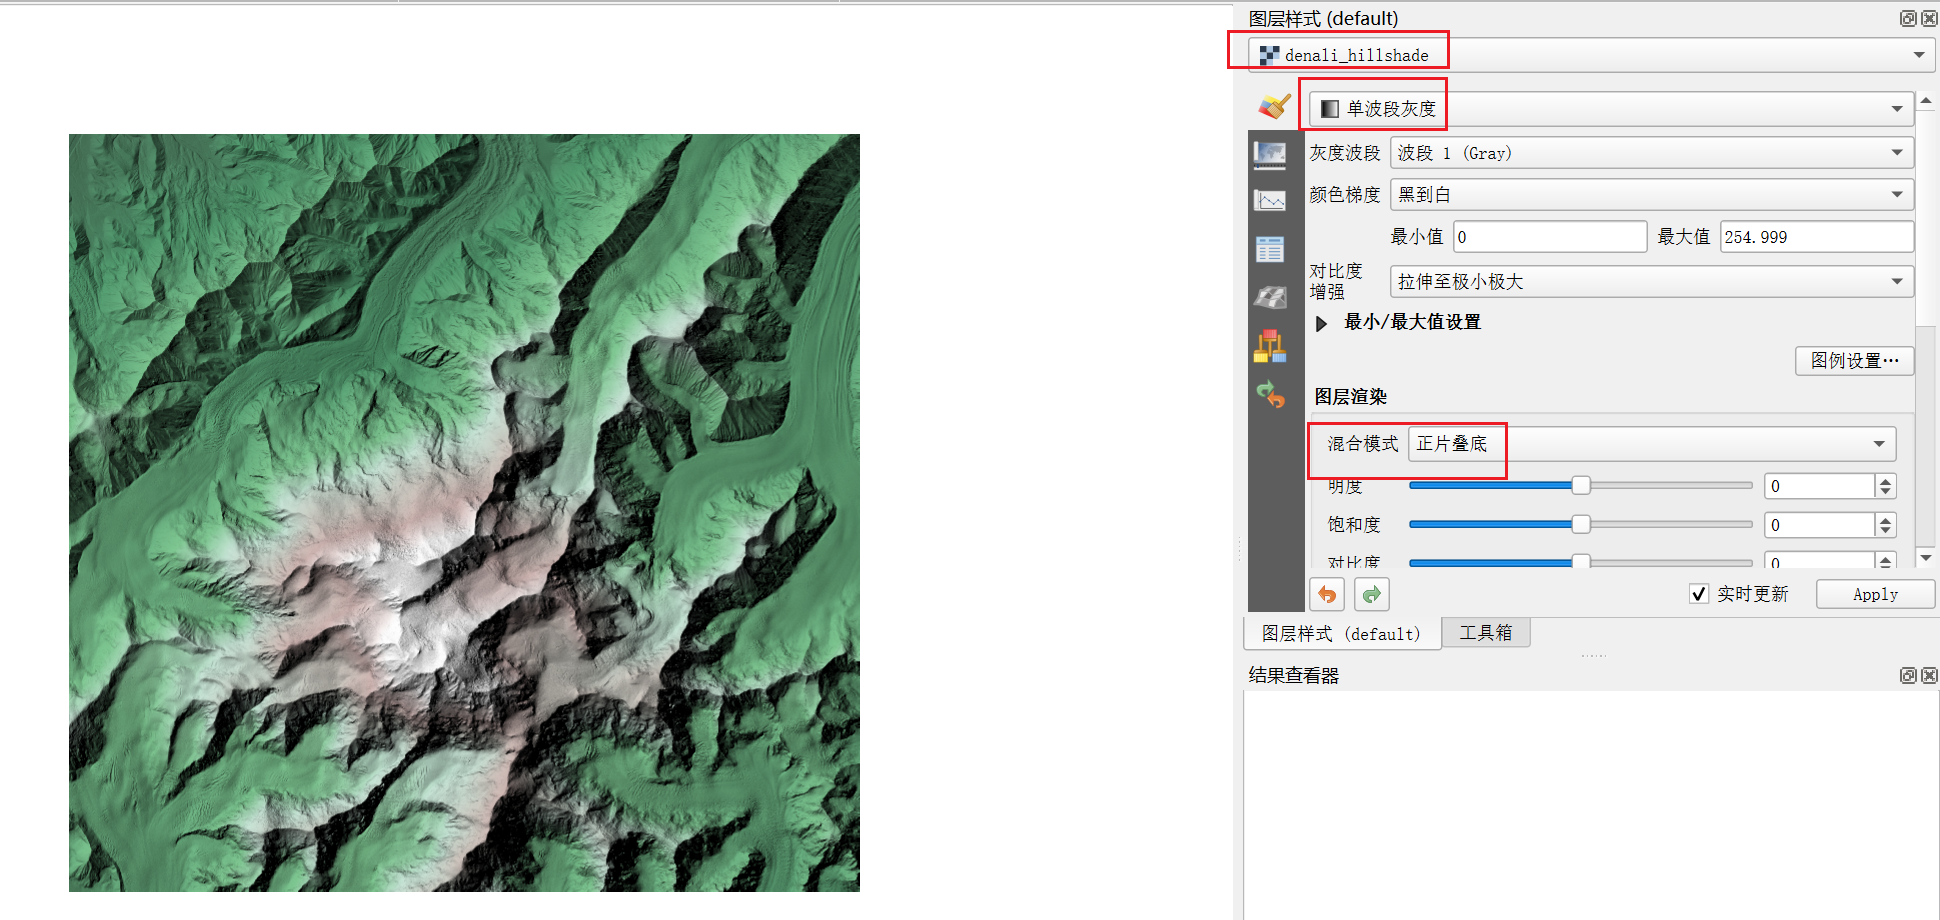 图层样式 (default)
denali_hillshade
单波段灰度
灰度波段 波段 1 (Gray)
颜色梯度 黑到白
最小值 0 最大值 254.999
对比度
增强 拉伸至极小极大
最小/最大值设置
图例设置…
图层渲染
混合模式 正片叠底
明度 0
饱和度 0
对比度 0
实时更新 Apply
图层样式 (default) 工具箱
结果查看器